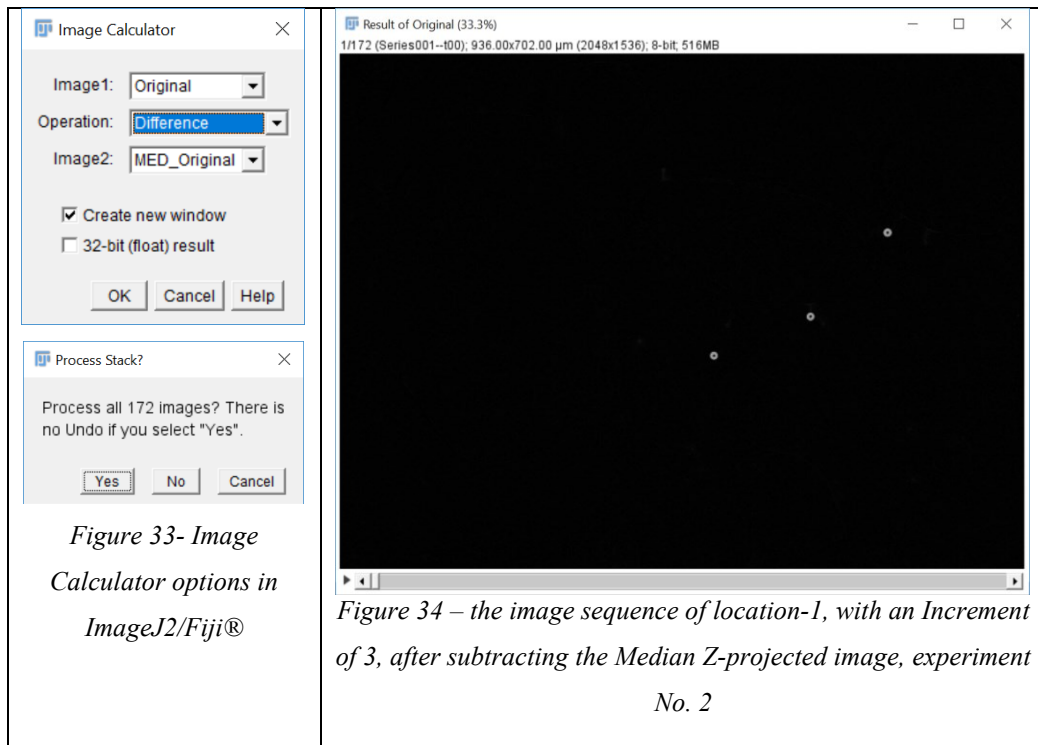 Image Calculator
Image1: Original
Operation: Difference
Image2: MED_Original
Create new window
32-bit (float) result
OK Cancel Help
Process Stack?
Process all 172 images? There is
no Undo if you select "Yes".
Yes No Cancel
Figure 33- Image
Calculator options in
ImageJ2/Fiji®
Result of Original (33.3%)
1/172 (Series001--t00); 936.00x702.00 µm (2048x1536); 8-bit; 516MB
Figure 34 – the image sequence of location-1, with an Increment
of 3, after subtracting the Median Z-projected image, experiment
No. 2